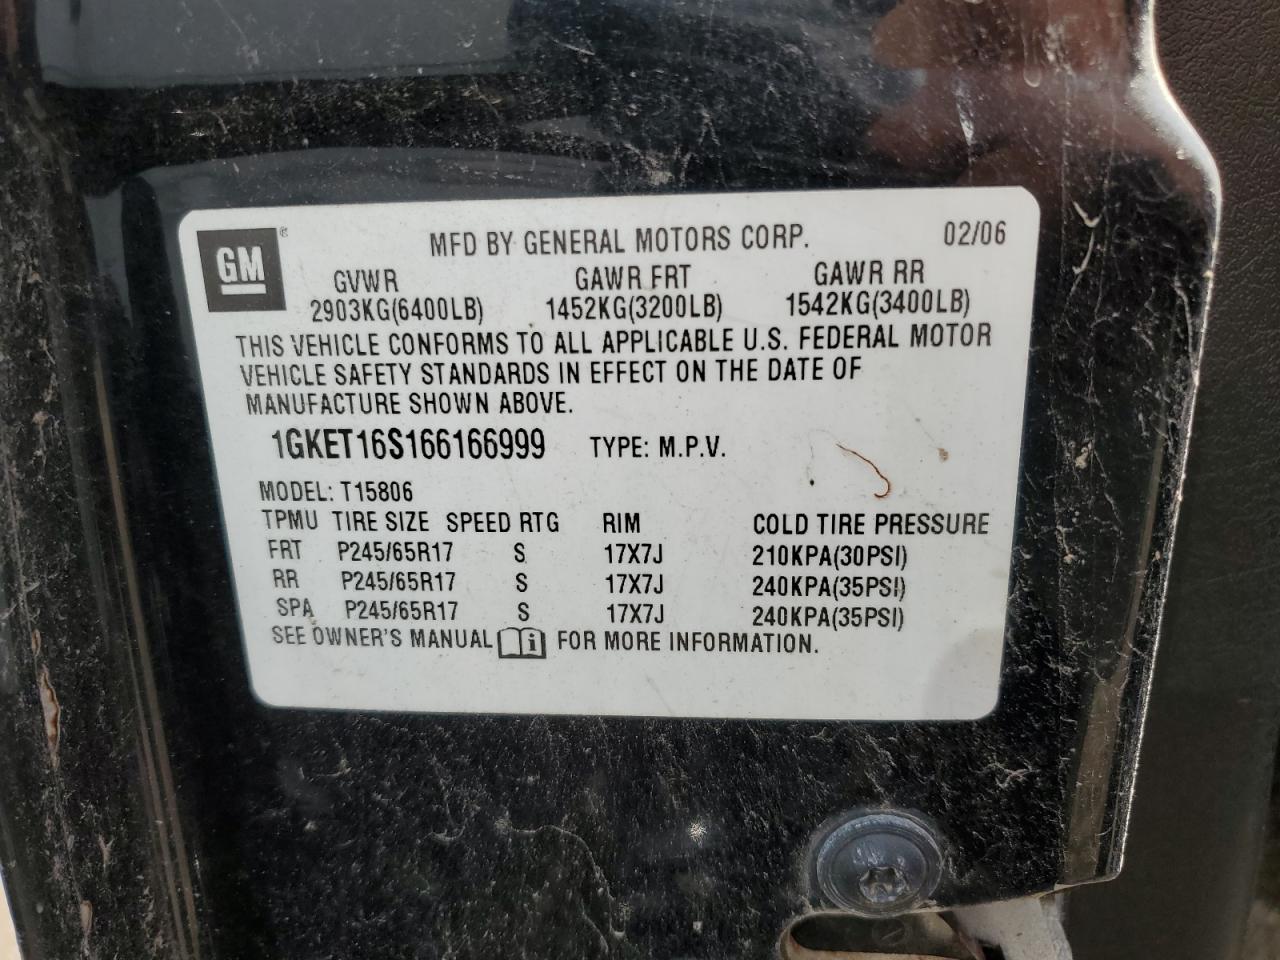 GM ®
MFD BY GENERAL MOTORS CORP. 02/06
GVWR GAWR FRT GAWR RR
2903KG(6400LB) 1452KG(3200LB) 1542KG(3400LB)
THIS VEHICLE CONFORMS TO ALL APPLICABLE U.S. FEDERAL MOTOR
VEHICLE SAFETY STANDARDS IN EFFECT ON THE DATE OF
MANUFACTURE SHOWN ABOVE.
1GKET16S166166999 TYPE: M.P.V.
MODEL: T15806
TPMU TIRE SIZE SPEED RTG RIM COLD TIRE PRESSURE
FRT P245/65R17 S 17X7J 210KPA(30PSI)
RR P245/65R17 S 17X7J 240KPA(35PSI)
SPA P245/65R17 S 17X7J 240KPA(35PSI)
SEE OWNER'S MANUAL i FOR MORE INFORMATION.